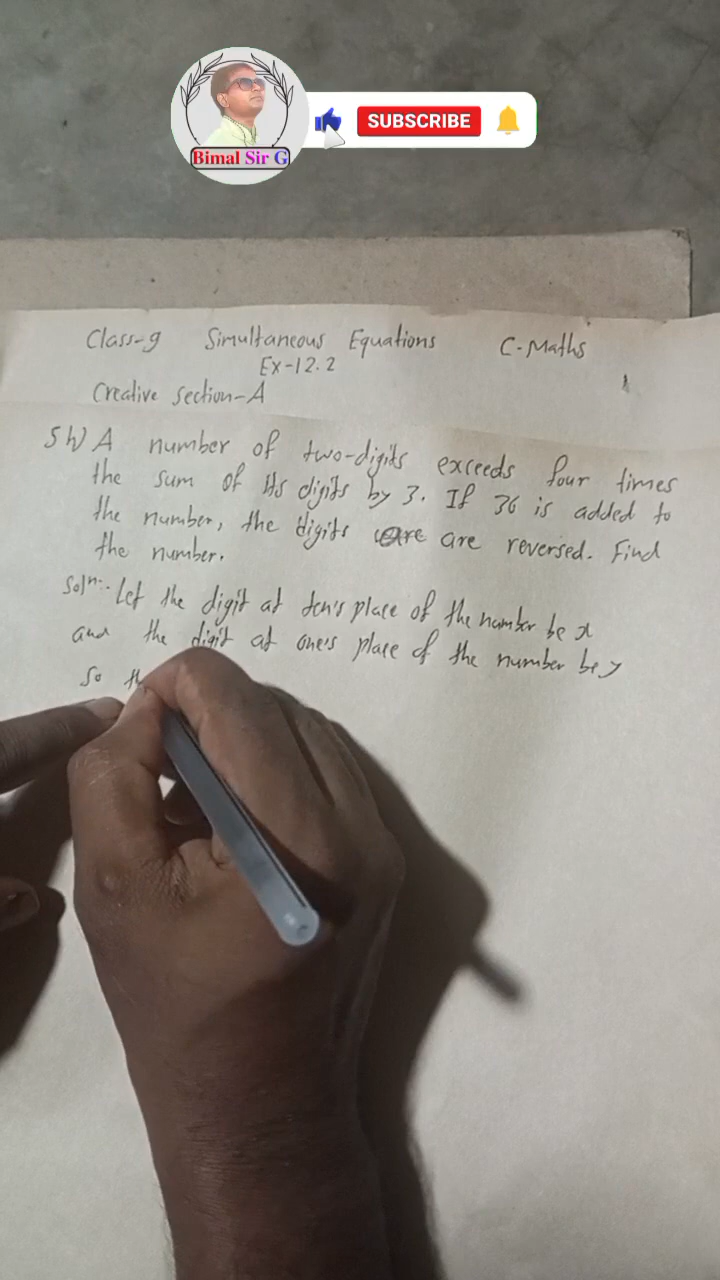 Bimal Sir G
SUBSCRIBE
Class-9 Simultaneous Equations C-Maths
Ex-12.2
Creative section-A
5 h) A number of two-digits exceeds four times
the sum of its digits by 3. If 36 is added to
the number, the digits are are reversed. Find
the number.
Soln:- Let the digit at ten's place of the number be x
and the digit at one's place of the number be y
So